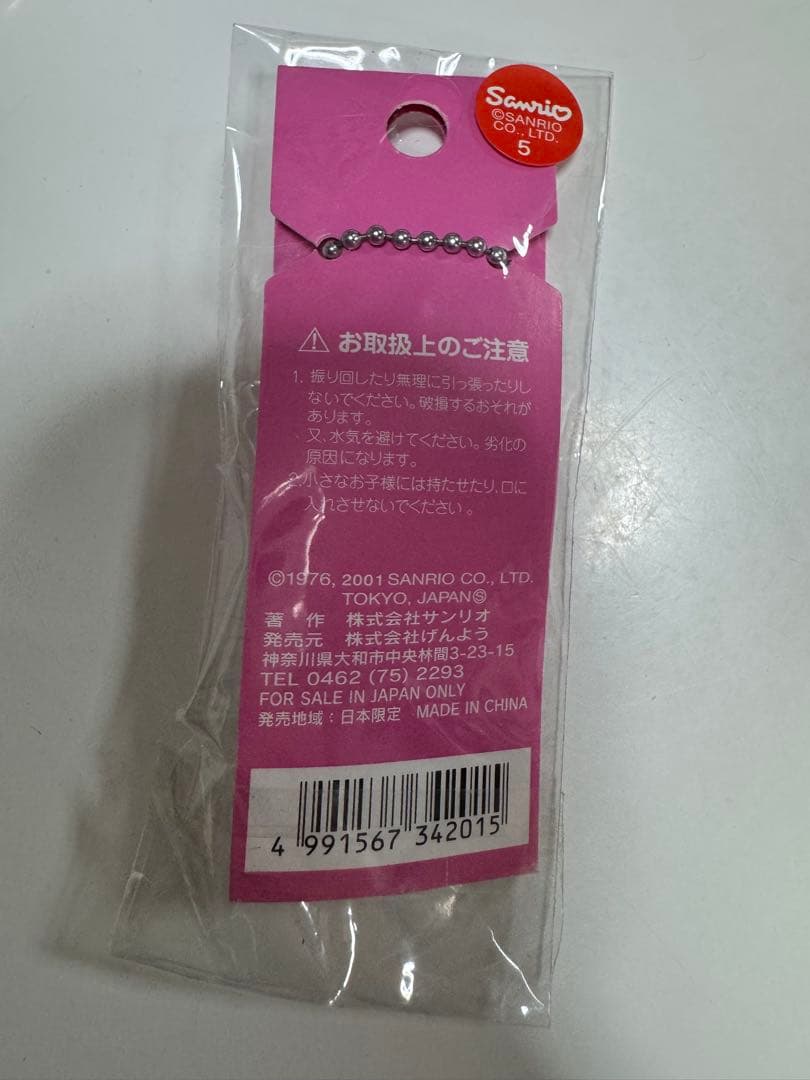 Sanrio
©SANRIO
CO., LTD.
5
⚠ お取扱上のご注意
1. 振り回したり無理に引っ張ったりし
ないでください。破損するおそれが
あります。
又、水気を避けてください。劣化の
原因になります。
2. 小さなお子様には持たせたり、口に
入れさせないでください。
©1976, 2001 SANRIO CO., LTD.
TOKYO, JAPANⓈ
著 作 株式会社サンリオ
発売元 株式会社げんよう
神奈川県大和市中央林間3-23-15
TEL 0462 (75) 2293
FOR SALE IN JAPAN ONLY
発売地域：日本限定 MADE IN CHINA
4 991567 342015